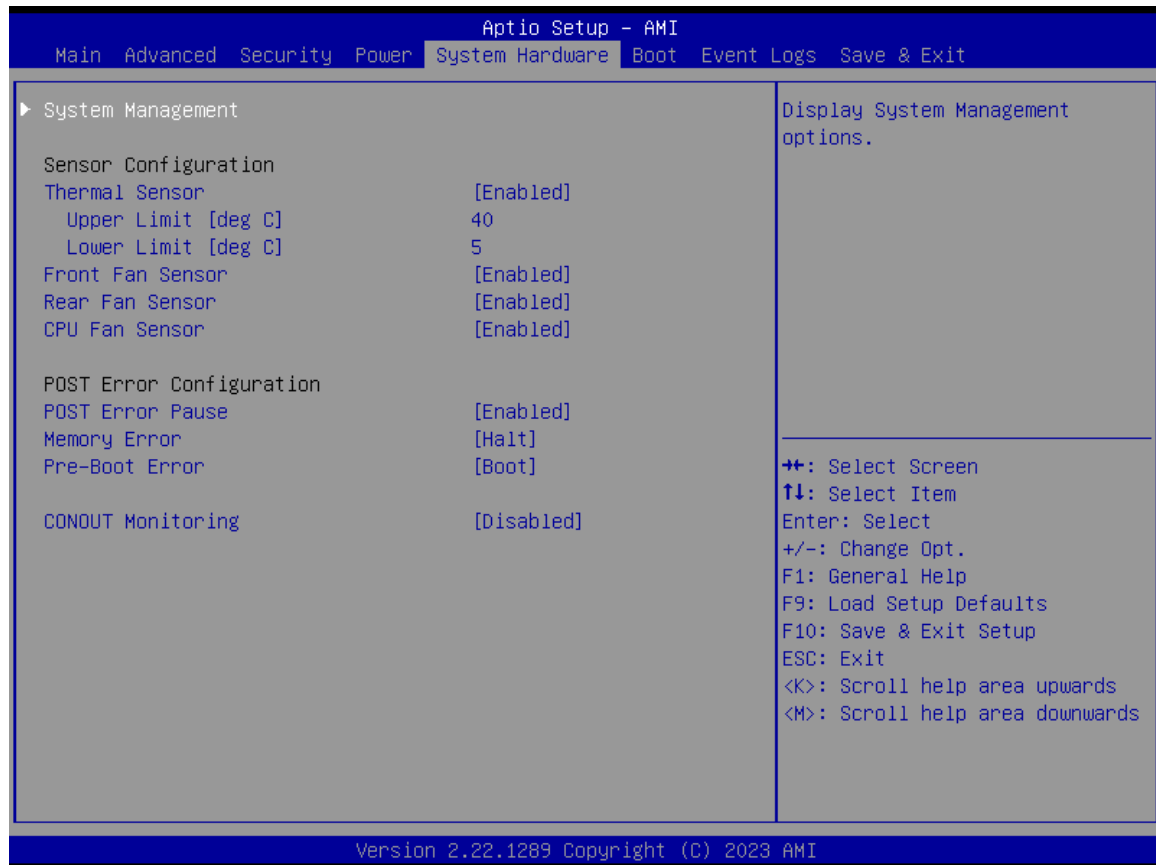 Aptio Setup – AMI
Main Advanced Security Power System Hardware Boot Event Logs Save & Exit
▶ System Management
Sensor Configuration
Thermal Sensor [Enabled]
Upper Limit [deg C] 40
Lower Limit [deg C] 5
Front Fan Sensor [Enabled]
Rear Fan Sensor [Enabled]
CPU Fan Sensor [Enabled]
POST Error Configuration
POST Error Pause [Enabled]
Memory Error [Halt]
Pre-Boot Error [Boot]
CONOUT Monitoring [Disabled]
Display System Management
options.
→←: Select Screen
↑↓: Select Item
Enter: Select
+/-: Change Opt.
F1: General Help
F9: Load Setup Defaults
F10: Save & Exit Setup
ESC: Exit
<K>: Scroll help area upwards
<M>: Scroll help area downwards
Version 2.22.1289 Copyright (C) 2023 AMI